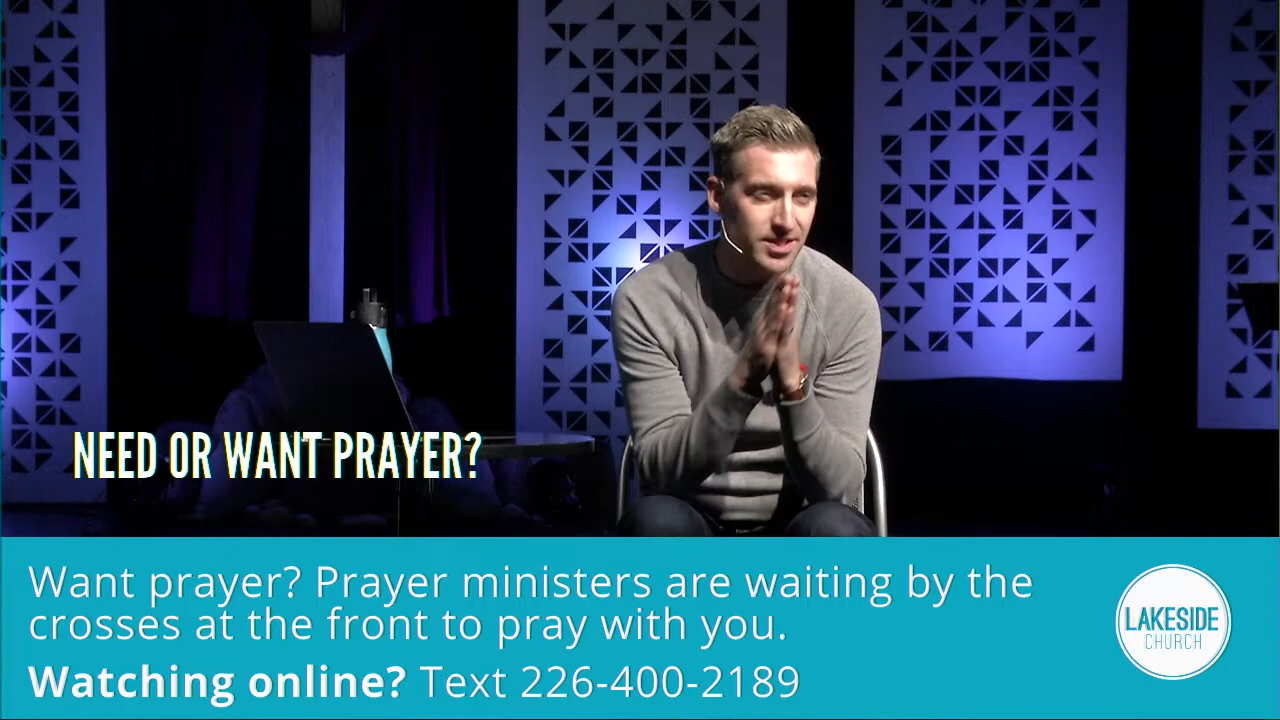 NEED OR WANT PRAYER?
Want prayer? Prayer ministers are waiting by the
crosses at the front to pray with you.
Watching online? Text 226-400-2189
LAKESIDE
CHURCH